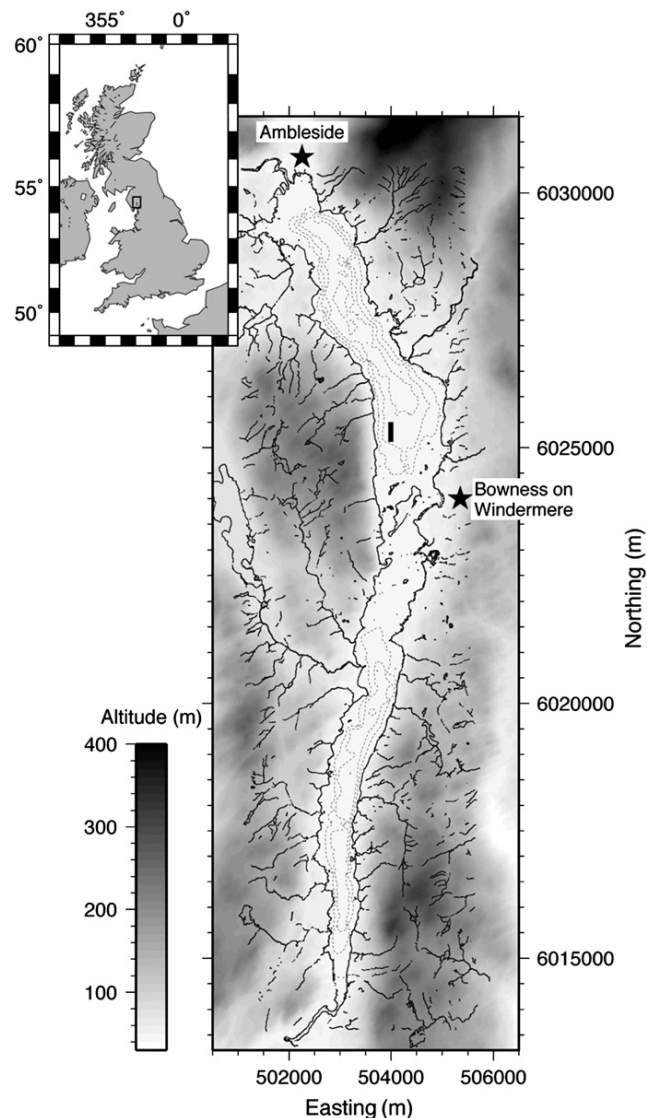 355˚ 0˚
60˚
55˚
50˚
Ambleside
6030000
6025000
Bowness on
Windermere
Northing (m)
6020000
Altitude (m)
400
300
200
100
6015000
502000 504000 506000
Easting (m)